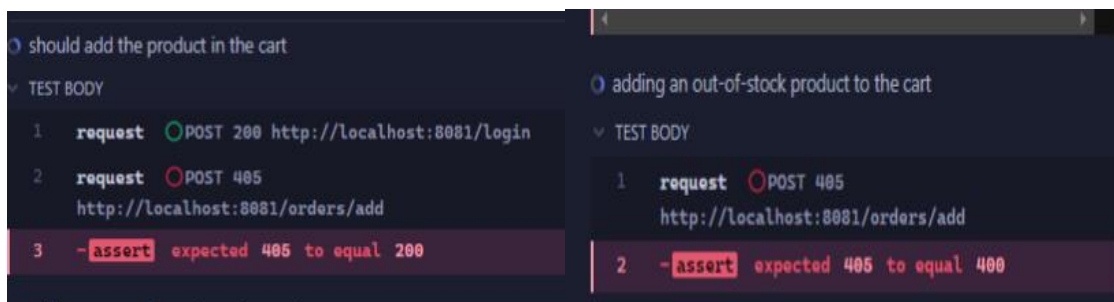 should add the product in the cart
TEST BODY
1 request POST 200 http://localhost:8081/login
2 request POST 405
http://localhost:8081/orders/add
3 -assert expected 405 to equal 200
adding an out-of-stock product to the cart
TEST BODY
1 request POST 405
http://localhost:8081/orders/add
2 -assert expected 405 to equal 400